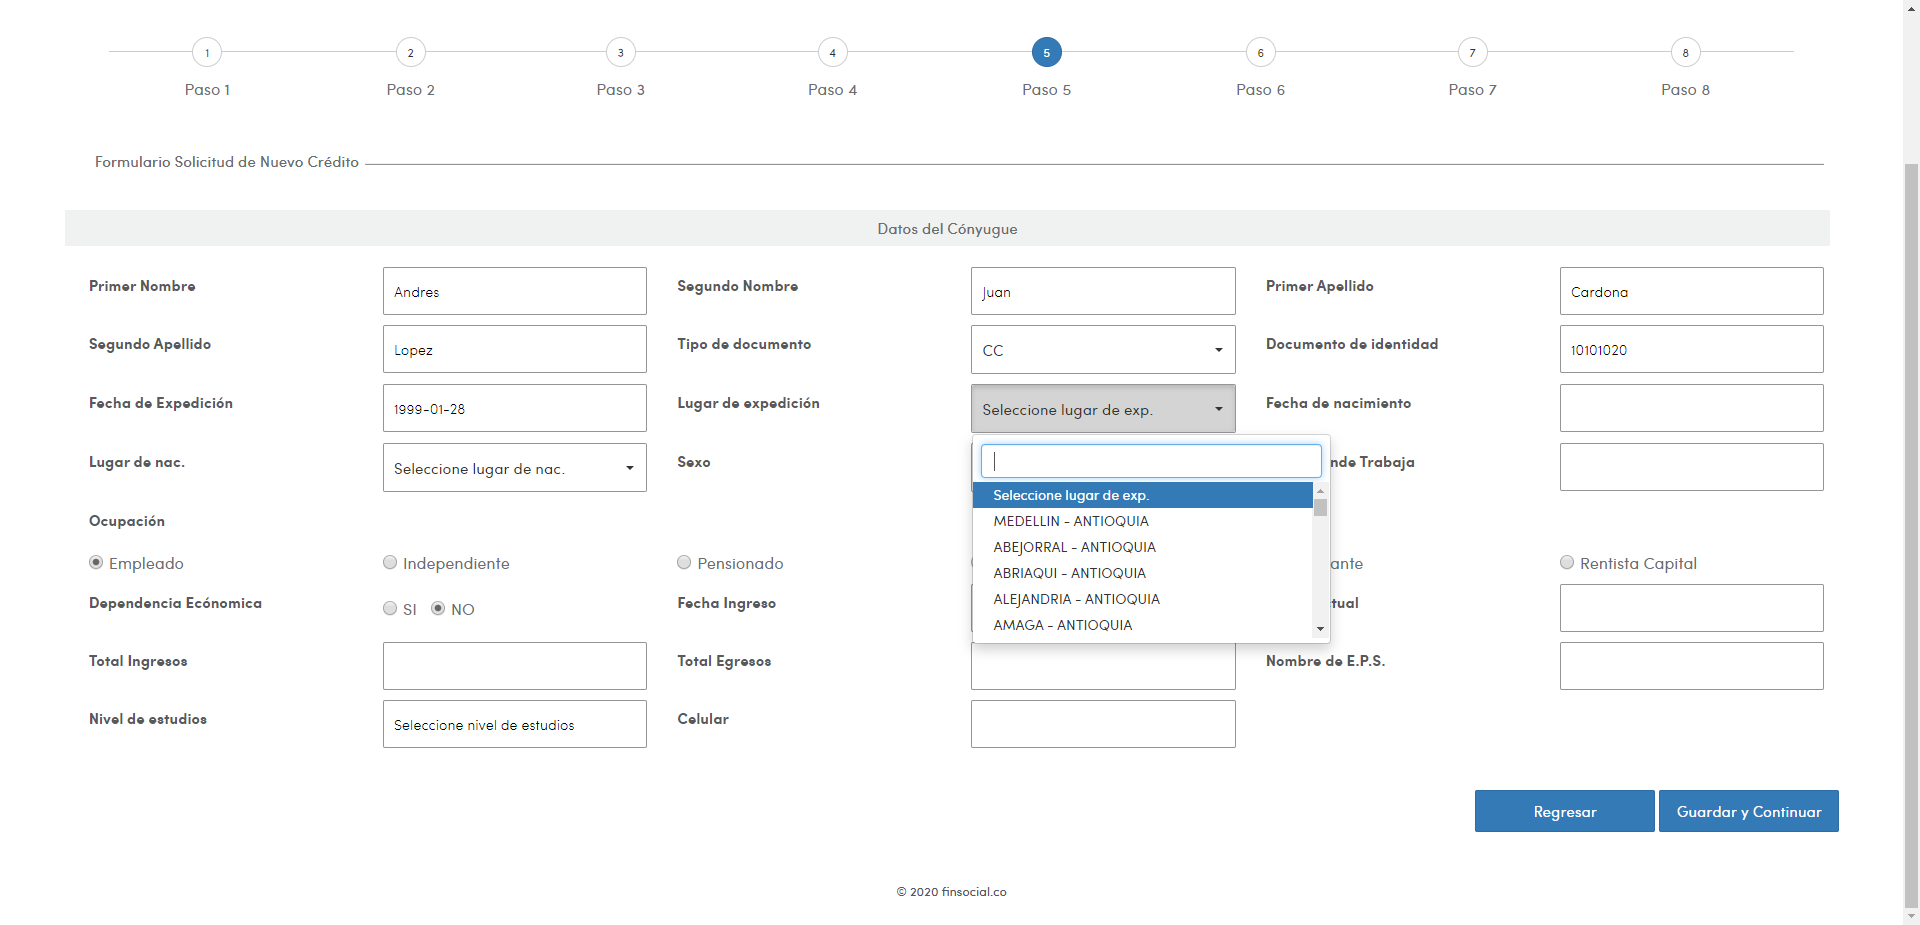 1 2 3 4 5 6 7 8
Paso 1 Paso 2 Paso 3 Paso 4 Paso 5 Paso 6 Paso 7 Paso 8
Formulario Solicitud de Nuevo Crédito
Datos del Cónyugue
Primer Nombre Andres Segundo Nombre Juan Primer Apellido Cardona
Segundo Apellido Lopez Tipo de documento CC Documento de identidad 10101020
Fecha de Expedición 1999-01-28 Lugar de expedición Seleccione lugar de exp. Fecha de nacimiento
Lugar de nac. Seleccione lugar de nac. Sexo nde Trabaja
Seleccione lugar de exp.
MEDELLIN - ANTIOQUIA
ABEJORRAL - ANTIOQUIA
ABRIAQUI - ANTIOQUIA
ALEJANDRIA - ANTIOQUIA
AMAGA - ANTIOQUIA
Ocupación
Empleado Independiente Pensionado ante Rentista Capital
Dependencia Ecónomica SI NO Fecha Ingreso tual
Total Ingresos Total Egresos Nombre de E.P.S.
Nivel de estudios Seleccione nivel de estudios Celular
Regresar Guardar y Continuar
© 2020 finsocial.co